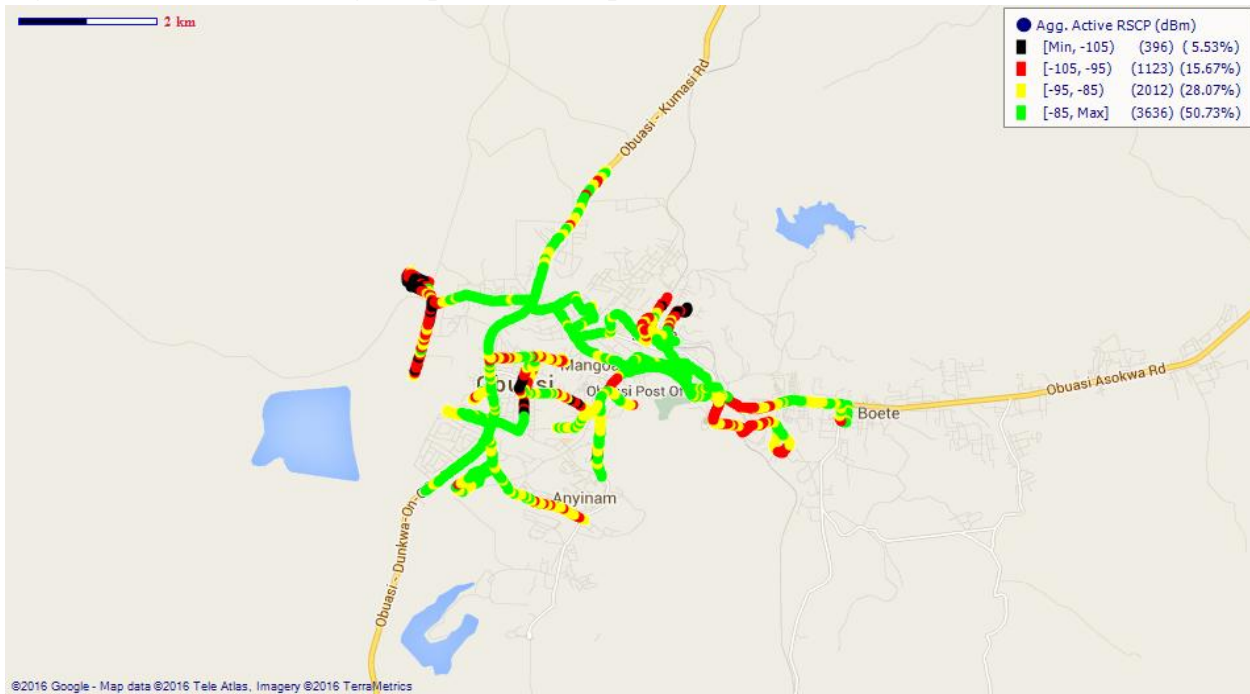 2 km
Agg. Active RSCP (dBm)
[Min, -105) (396) ( 5.53%)
[-105, -95) (1123) (15.67%)
[-95, -85) (2012) (28.07%)
[-85, Max] (3636) (50.73%)
Obuasi - Kumasi Rd
Obuasi
Obuasi Post
Obuasi Asokwa Rd
Boete
Anyinam
Obuasi - Dunkwa-On-
©2016 Google - Map data ©2016 Tele Atlas, Imagery ©2016 TerraMetrics